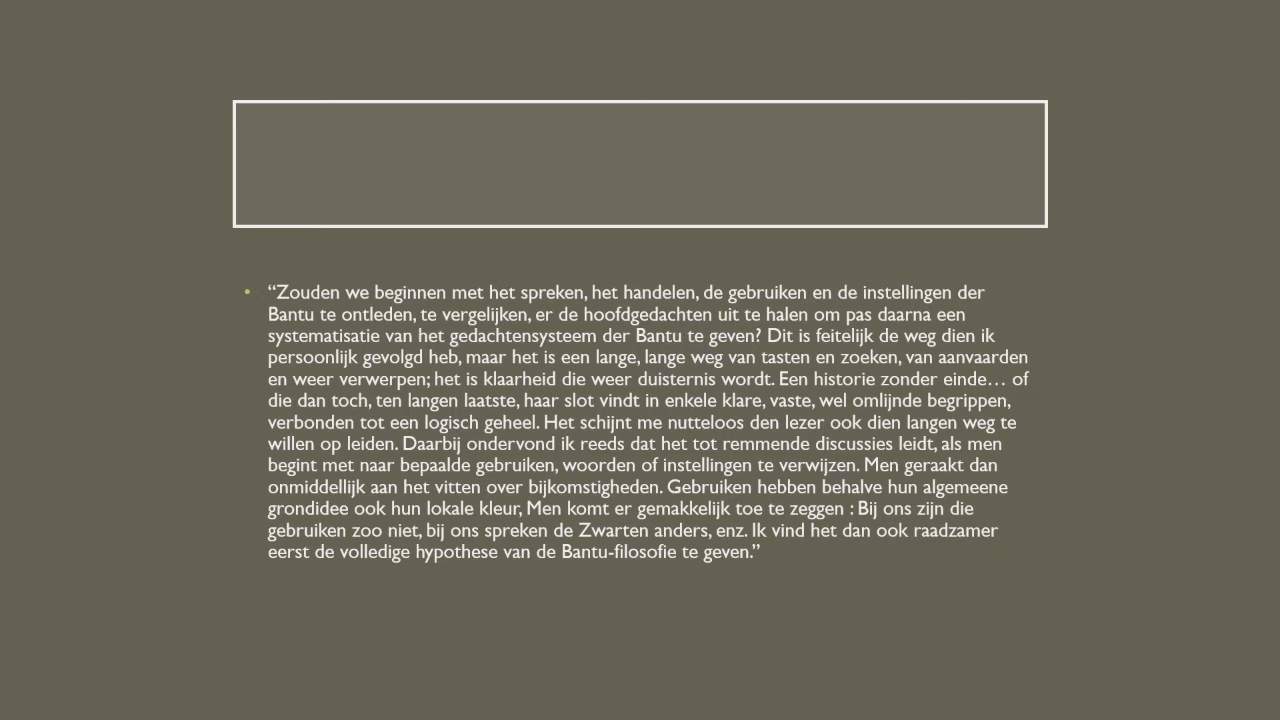 • “Zouden we beginnen met het spreken, het handelen, de gebruiken en de instellingen der
Bantu te ontleden, te vergelijken, er de hoofdgedachten uit te halen om pas daarna een
systematisatie van het gedachtensysteem der Bantu te geven? Dit is feitelijk de weg dien ik
persoonlijk gevolgd heb, maar het is een lange, lange weg van tasten en zoeken, van aanvaarden
en weer verwerpen; het is klaarheid die weer duisternis wordt. Een historie zonder einde… of
die dan toch, ten langen laatste, haar slot vindt in enkele klare, vaste, wel omlijnde begrippen,
verbonden tot een logisch geheel. Het schijnt me nutteloos den lezer ook dien langen weg te
willen op leiden. Daarbij ondervond ik reeds dat het tot remmende discussies leidt, als men
begint met naar bepaalde gebruiken, woorden of instellingen te verwijzen. Men geraakt dan
onmiddellijk aan het vitten over bijkomstigheden. Gebruiken hebben behalve hun algemeene
grondidee ook hun lokale kleur, Men komt er gemakkelijk toe te zeggen : Bij ons zijn die
gebruiken zoo niet, bij ons spreken de Zwarten anders, enz. Ik vind het dan ook raadzamer
eerst de volledige hypothese van de Bantu-filosofie te geven.”